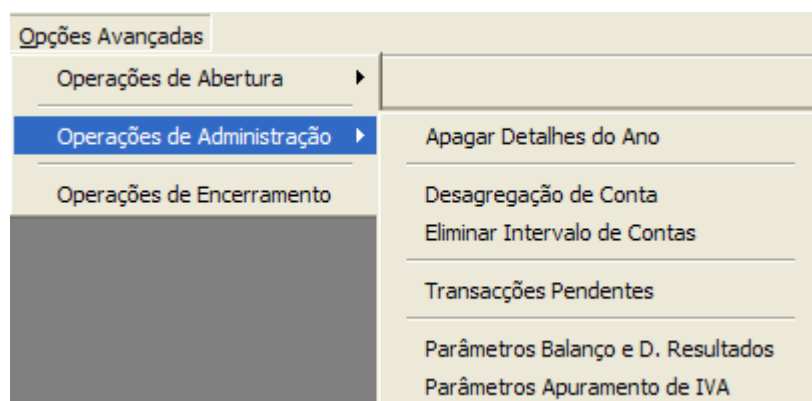 Opções Avançadas
Operações de Abertura
Operações de Administração
Operações de Encerramento
Apagar Detalhes do Ano
Desagregação de Conta
Eliminar Intervalo de Contas
Transacções Pendentes
Parâmetros Balanço e D. Resultados
Parâmetros Apuramento de IVA